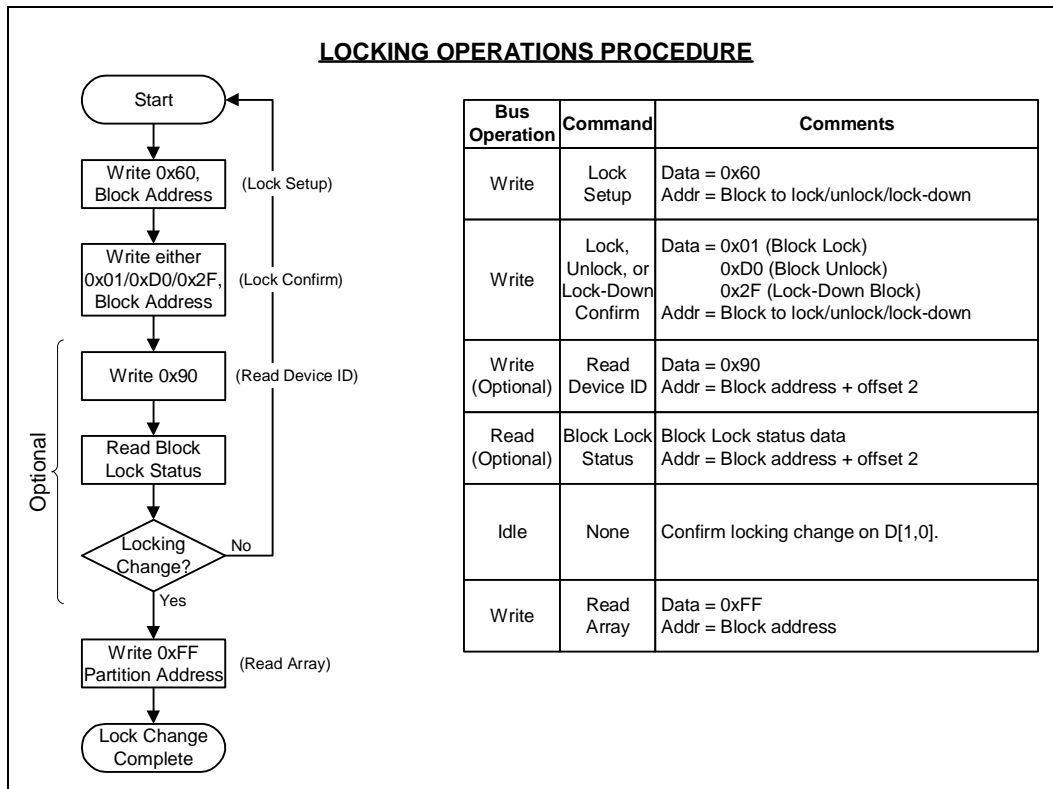 LOCKING OPERATIONS PROCEDURE
Start
Write 0x60,
Block Address
(Lock Setup)
Write either
0x01/0xD0/0x2F,
Block Address
(Lock Confirm)
Optional
Write 0x90
(Read Device ID)
Read Block
Lock Status
Locking
Change?
No
Yes
Write 0xFF
Partition Address
(Read Array)
Lock Change
Complete
Bus
Operation
Command
Comments
Write
Lock
Setup
Data = 0x60
Addr = Block to lock/unlock/lock-down
Write
Lock,
Unlock, or
Lock-Down
Confirm
Data = 0x01 (Block Lock)
0xD0 (Block Unlock)
0x2F (Lock-Down Block)
Addr = Block to lock/unlock/lock-down
Write
(Optional)
Read
Device ID
Data = 0x90
Addr = Block address + offset 2
Read
(Optional)
Block Lock
Status
Block Lock status data
Addr = Block address + offset 2
Idle
None
Confirm locking change on D[1,0].
Write
Read
Array
Data = 0xFF
Addr = Block address